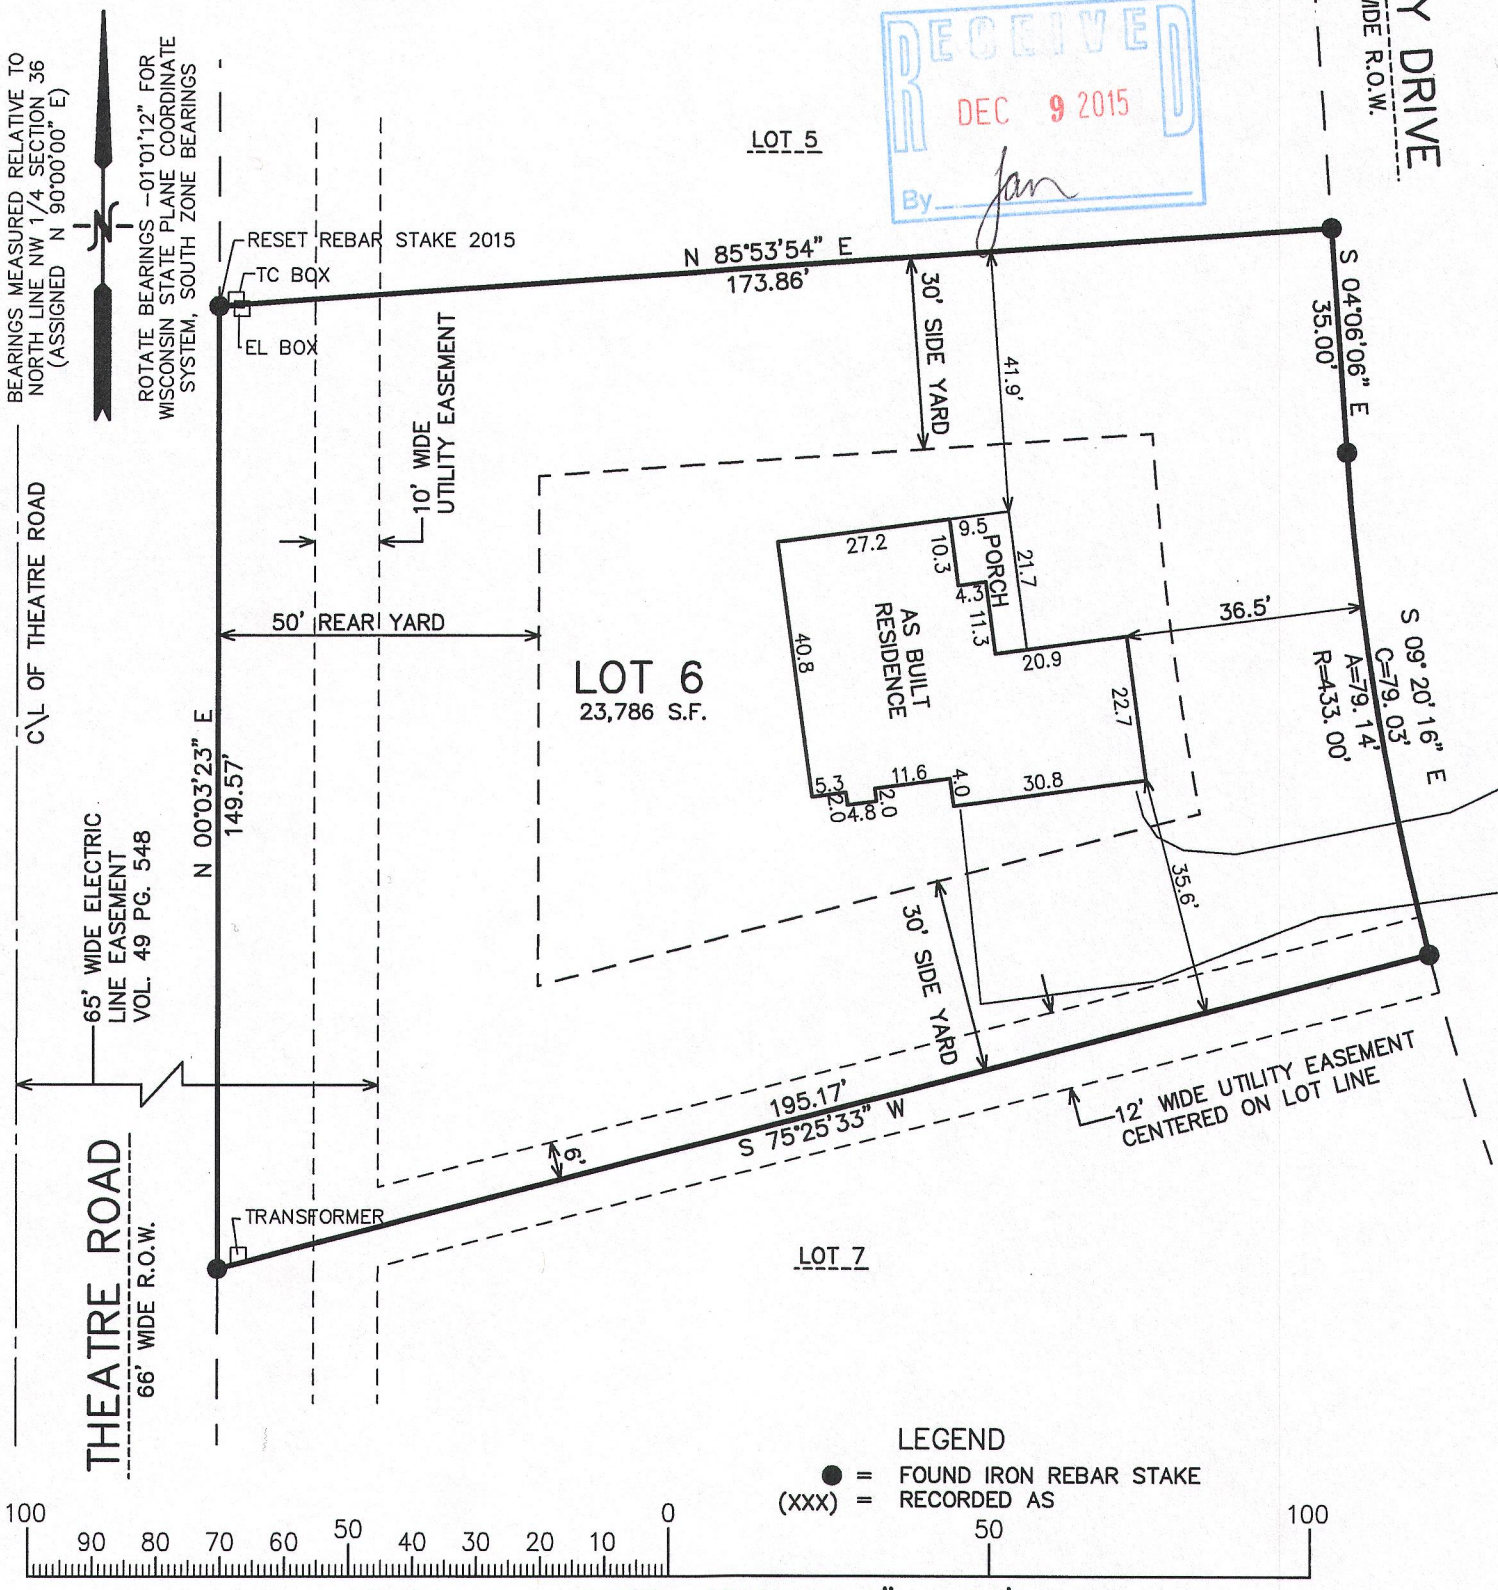 BEARINGS MEASURED RELATIVE TO
NORTH LINE NW 1/4 SECTION 36
(ASSIGNED N 90°00'00" E)
N
ROTATE BEARINGS -01°01'12" FOR
WISCONSIN STATE PLANE COORDINATE
SYSTEM, SOUTH ZONE BEARINGS
RECEIVED
DEC 9 2015
By Jan
Y DRIVE
WIDE R.O.W.
LOT 5
RESET REBAR STAKE 2015
TC BOX
EL BOX
N 85°53'54" E
173.86'
S 04°06'06" E
35.00'
30' SIDE YARD
41.9'
10' WIDE
UTILITY EASEMENT
C\L OF THEATRE ROAD
50' REAR YARD
LOT 6
23,786 S.F.
27.2
9.5
10.3
PORCH
21.7
4.3
11.3
20.9
36.5'
40.8
AS BUILT
RESIDENCE
22.7
5.3
2.0
4.8
2.0
11.6
4.0
30.8
S 09°20'16" E
C=79.03'
A=79.14'
R=433.00'
N 00°03'23" E
149.57'
65' WIDE ELECTRIC
LINE EASEMENT
VOL. 49 PG. 548
35.6'
30' SIDE YARD
195.17'
S 75°25'33" W
12' WIDE UTILITY EASEMENT
CENTERED ON LOT LINE
6'
TRANSFORMER
THEATRE ROAD
66' WIDE R.O.W.
LOT 7
LEGEND
= FOUND IRON REBAR STAKE
(XXX) = RECORDED AS
100 90 80 70 60 50 40 30 20 10 0 50 100